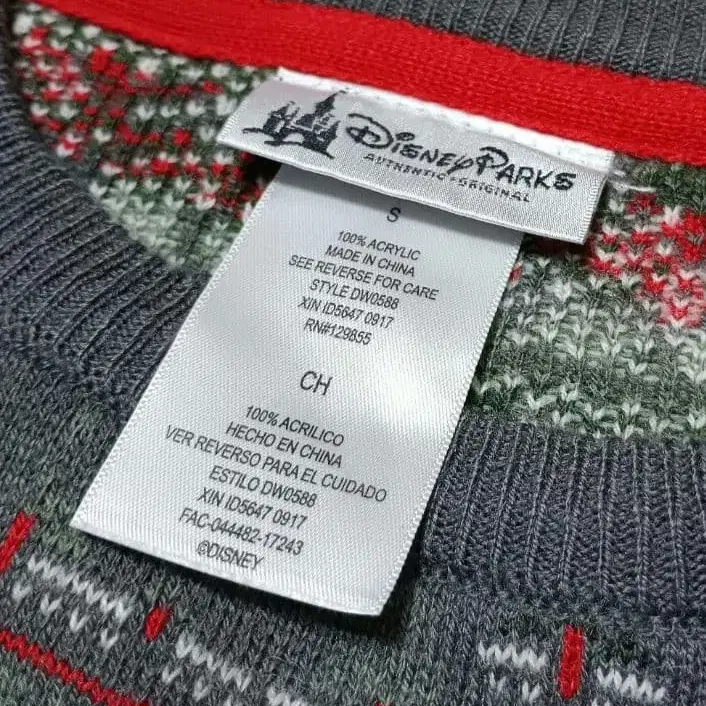 DISNEY PARKS
AUTHENTIC • ORIGINAL
S
100% ACRYLIC
MADE IN CHINA
SEE REVERSE FOR CARE
STYLE DW0588
XIN ID5647 0917
RN#129855
CH
100% ACRILICO
HECHO EN CHINA
VER REVERSO PARA EL CUIDADO
ESTILO DW0588
XIN ID5647 0917
FAC-044482-17243
©DISNEY